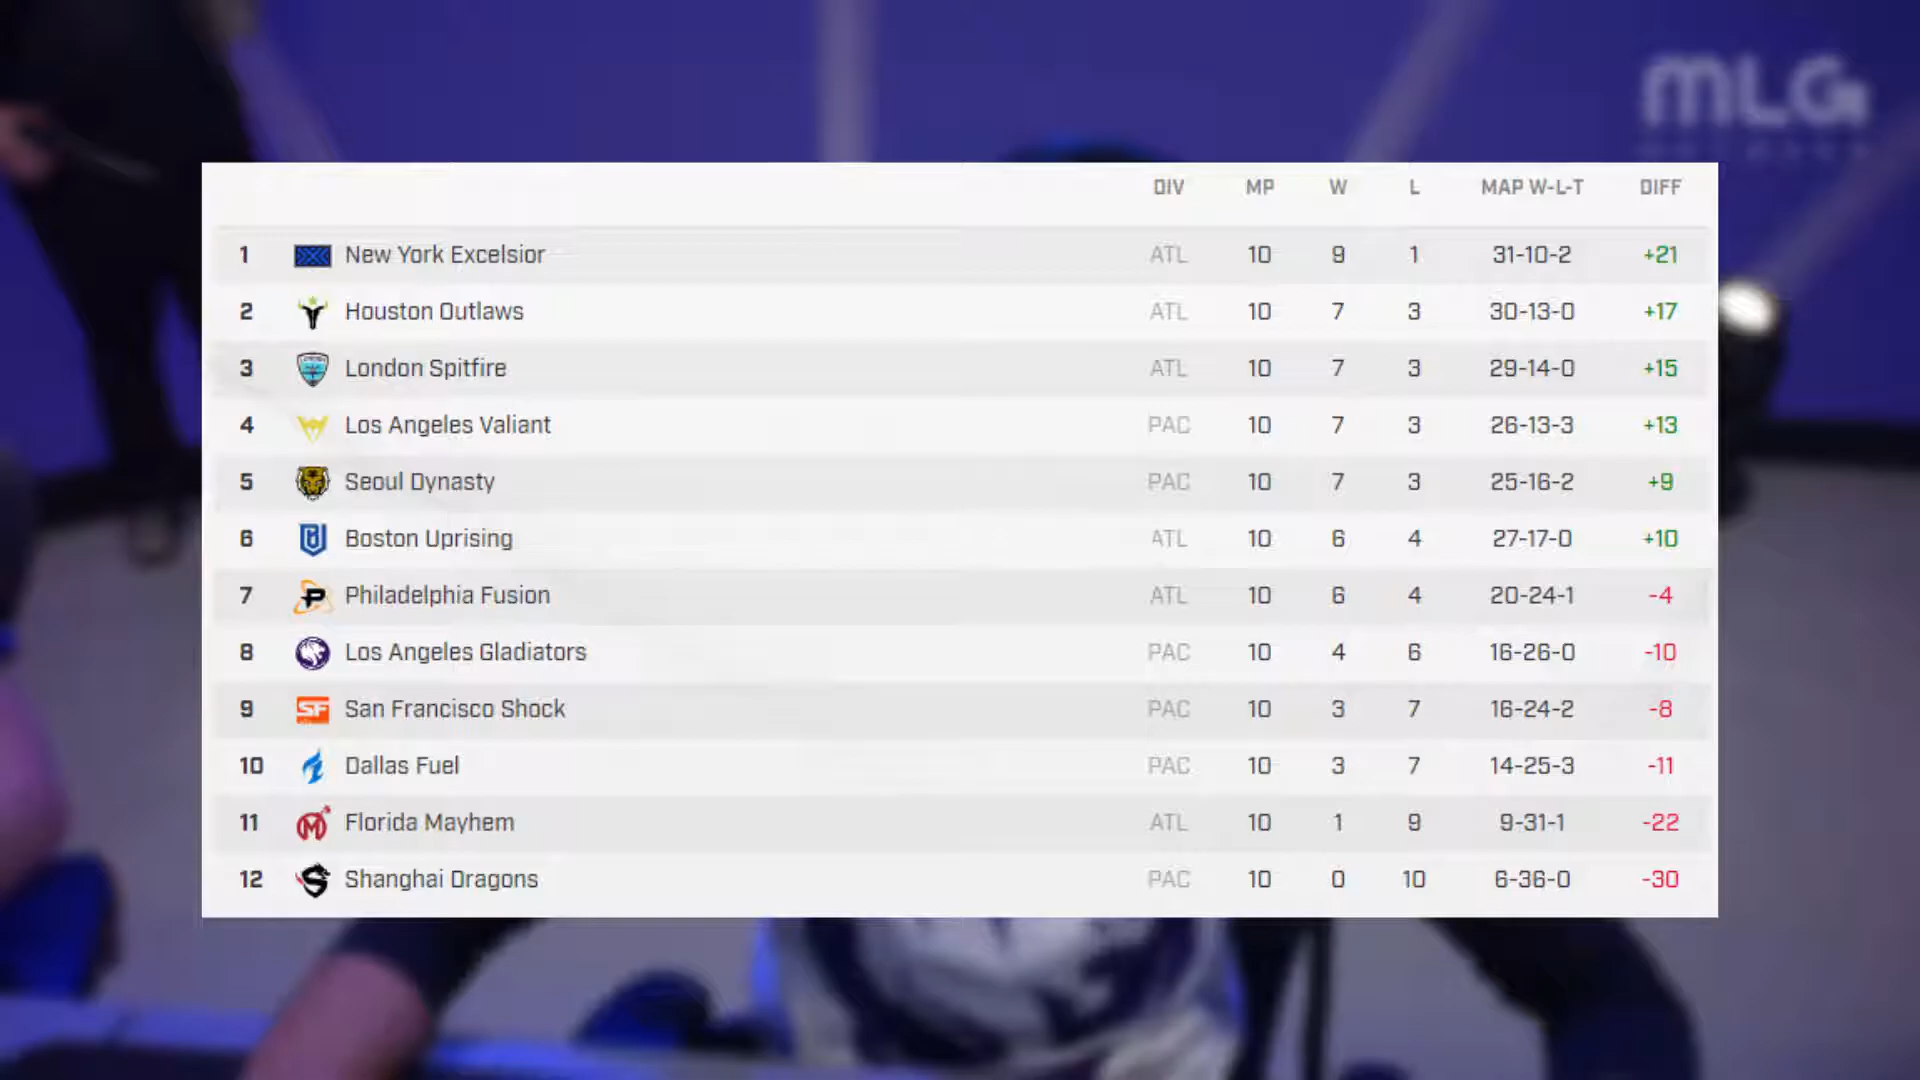 MLG
DIV MP W L MAP W-L-T DIFF
1 New York Excelsior ATL 10 9 1 31-10-2 +21
2 Houston Outlaws ATL 10 7 3 30-13-0 +17
3 London Spitfire ATL 10 7 3 29-14-0 +15
4 Los Angeles Valiant PAC 10 7 3 26-13-3 +13
5 Seoul Dynasty PAC 10 7 3 25-16-2 +9
6 Boston Uprising ATL 10 6 4 27-17-0 +10
7 P Philadelphia Fusion ATL 10 6 4 20-24-1 -4
8 Los Angeles Gladiators PAC 10 4 6 16-26-0 -10
9 SF San Francisco Shock PAC 10 3 7 16-24-2 -8
10 Dallas Fuel PAC 10 3 7 14-25-3 -11
11 M Florida Mayhem ATL 10 1 9 9-31-1 -22
12 S Shanghai Dragons PAC 10 0 10 6-36-0 -30